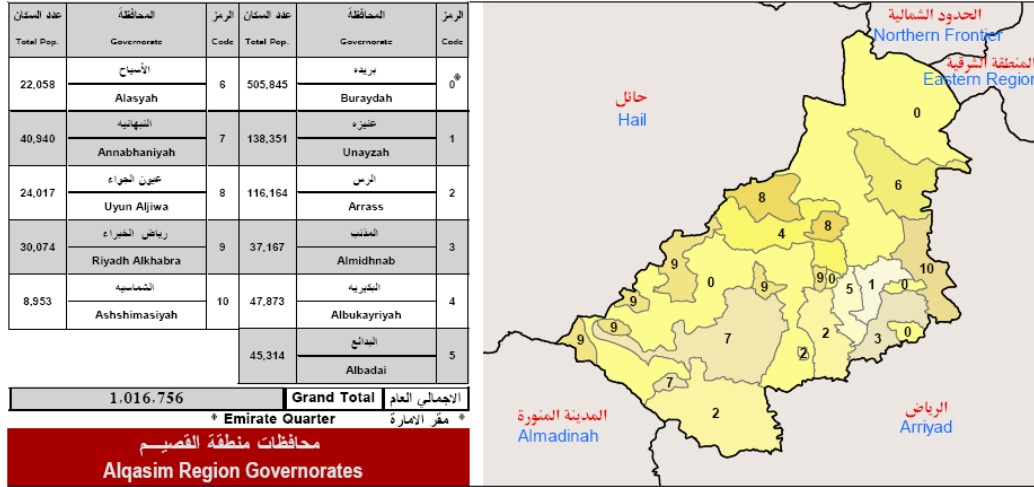 عدد السكان المحافظة الرمز عدد السكان المحافظة الرمز
Total Pop. Governorate Code Total Pop. Governorate Code
22,058 الأسياح 6 505,845 بريده 0*
Alasyah Buraydah
40,940 النبهانيه 7 138,351 عنيزه 1
Annabhaniyah Unayzah
24,017 عيون الجواء 8 116,164 الرس 2
Uyun Aljiwa Arrass
30,074 رياض الخبراء 9 37,167 المذنب 3
Riyadh Alkhabra Almidhnab
8,953 الشماسيه 10 47,873 البكيريه 4
Ashshimasiyah Albukayriyah
45,314 البدائع 5
Albadai
1.016.756 Grand Total الاجمالي العام
* Emirate Quarter * مقر الامارة
محافظات منطقة القصيــم
Alqasim Region Governorates
الحدود الشمالية
Northern Frontier
المنطقة الشرقية
Eastern Region
حائل
Hail
0
6
8
4
8
9
0
9
9
0
5
1
0
10
9
9
9
7
2
2
3
0
7
2
المدينة المنورة
Almadinah
الرياض
Arriyad